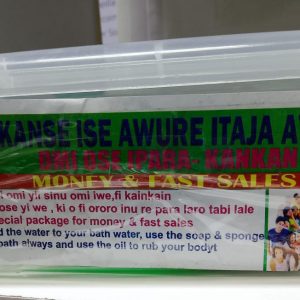 KANSE ISE AWURE ITAJA A
OMI OSE IPARA- KANKAN
MONEY & FAST SALES
omi yii sinu omi iwe,fi kainkain
ose yi we , ki o fi ororo inu re para laro tabi lale
ecial package for money & fast sales
d the water to your bath water, use the soap & sponge
bath always and use the oil to rub your bodyt